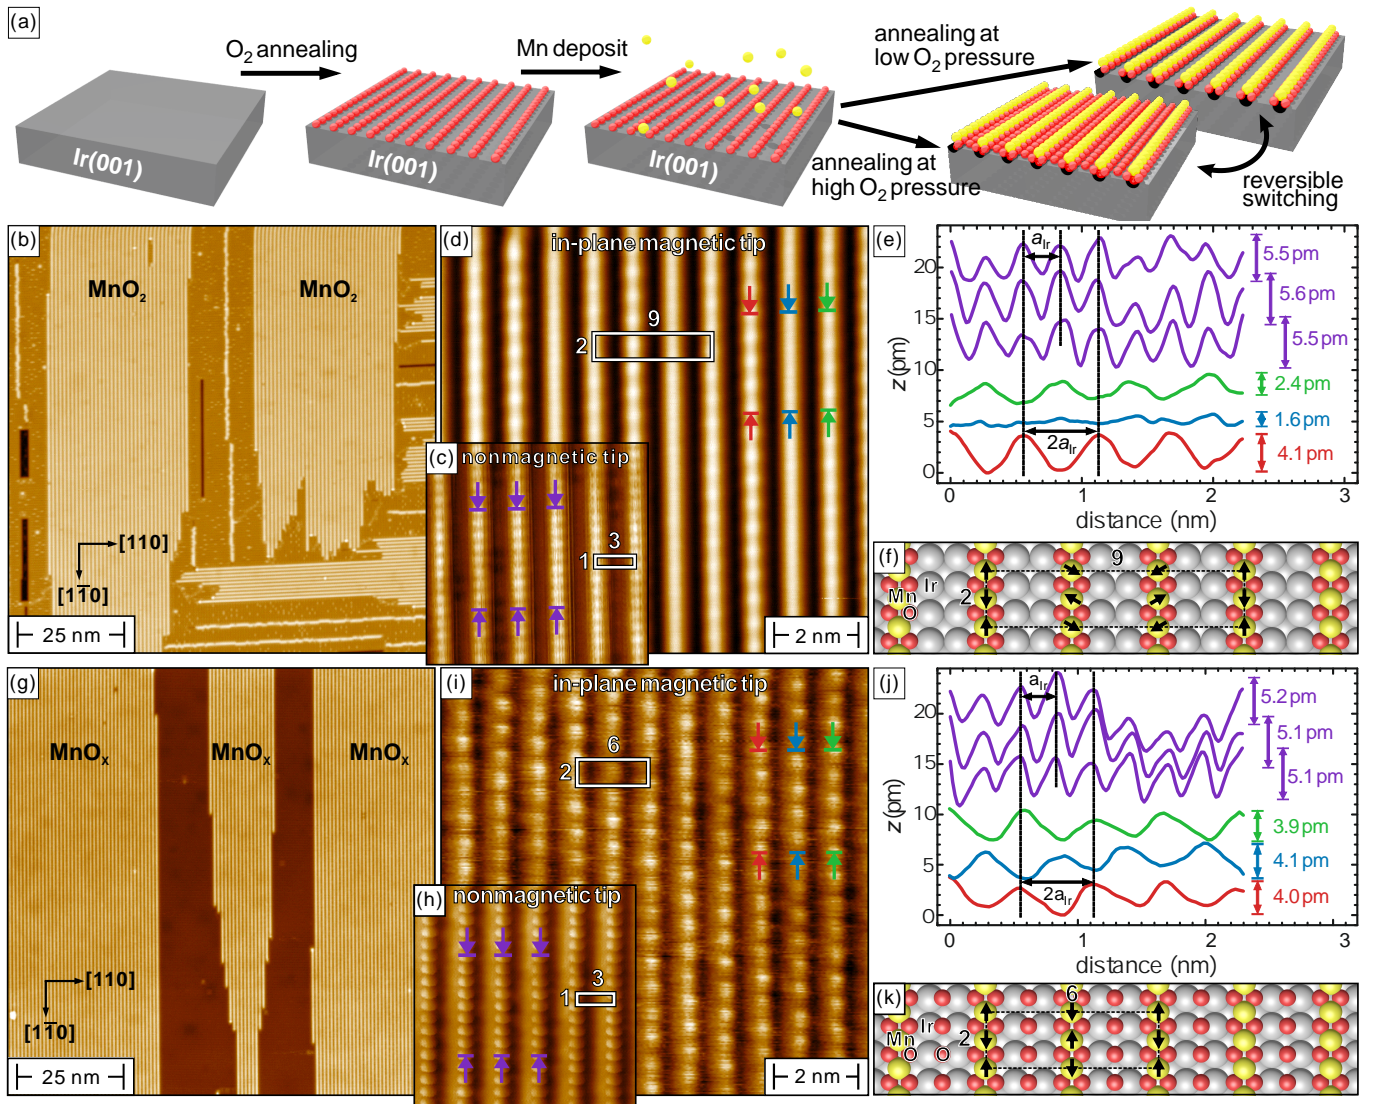 (a)
O2 annealing
Mn deposit
annealing at
low O2 pressure
Ir(001)
Ir(001)
Ir(001)
annealing at
high O2 pressure
reversible
switching
(b)
MnO2
MnO2
[110]
[11̅0]
25 nm
(d)
in-plane magnetic tip
9
2
2 nm
(c)
nonmagnetic tip
3
1
(e)
z (pm)
20
15
10
5
0
aIr
2aIr
5.5 pm
5.6 pm
5.5 pm
2.4 pm
1.6 pm
4.1 pm
0 1 2 3
distance (nm)
(f)
9
Ir
Mn
2
O
(g)
MnOx
MnOx
MnOx
[110]
[11̅0]
25 nm
(i)
in-plane magnetic tip
6
2
2 nm
(h)
nonmagnetic tip
3
1
(j)
z (pm)
20
15
10
5
0
aIr
2aIr
5.2 pm
5.1 pm
5.1 pm
3.9 pm
4.1 pm
4.0 pm
0 1 2 3
distance (nm)
(k)
6
Ir
Mn
2
O O